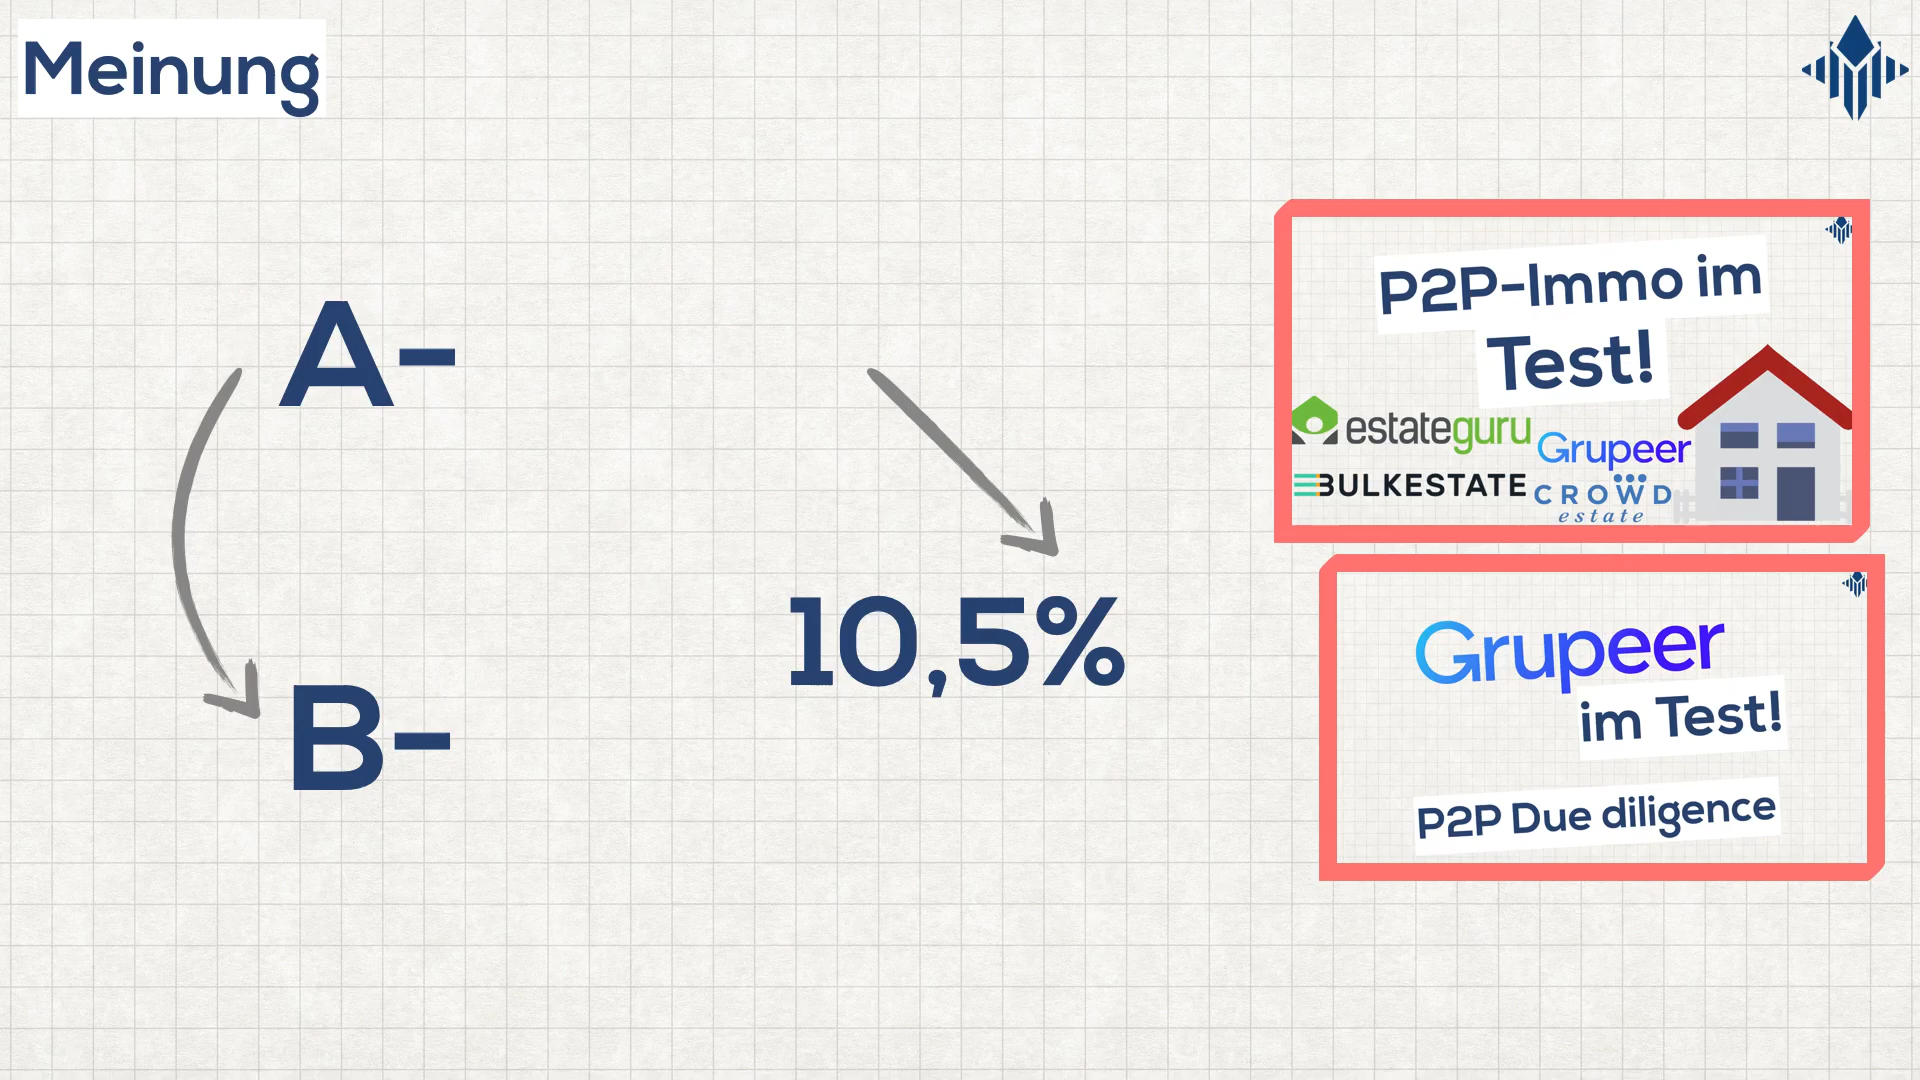 Meinung
A-
B-
10,5%
P2P-Immo im
Test!
estateguru
Grupeer
BULKESTATE
CROWD
estate
Grupeer
im Test!
P2P Due diligence